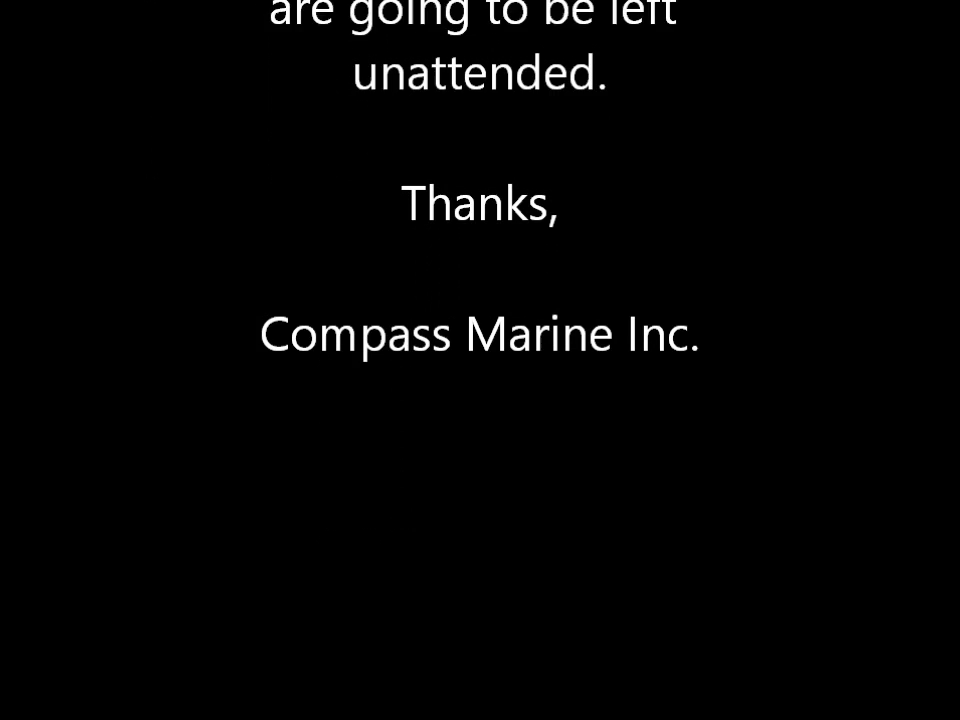 are going to be left
unattended.
Thanks,
Compass Marine Inc.